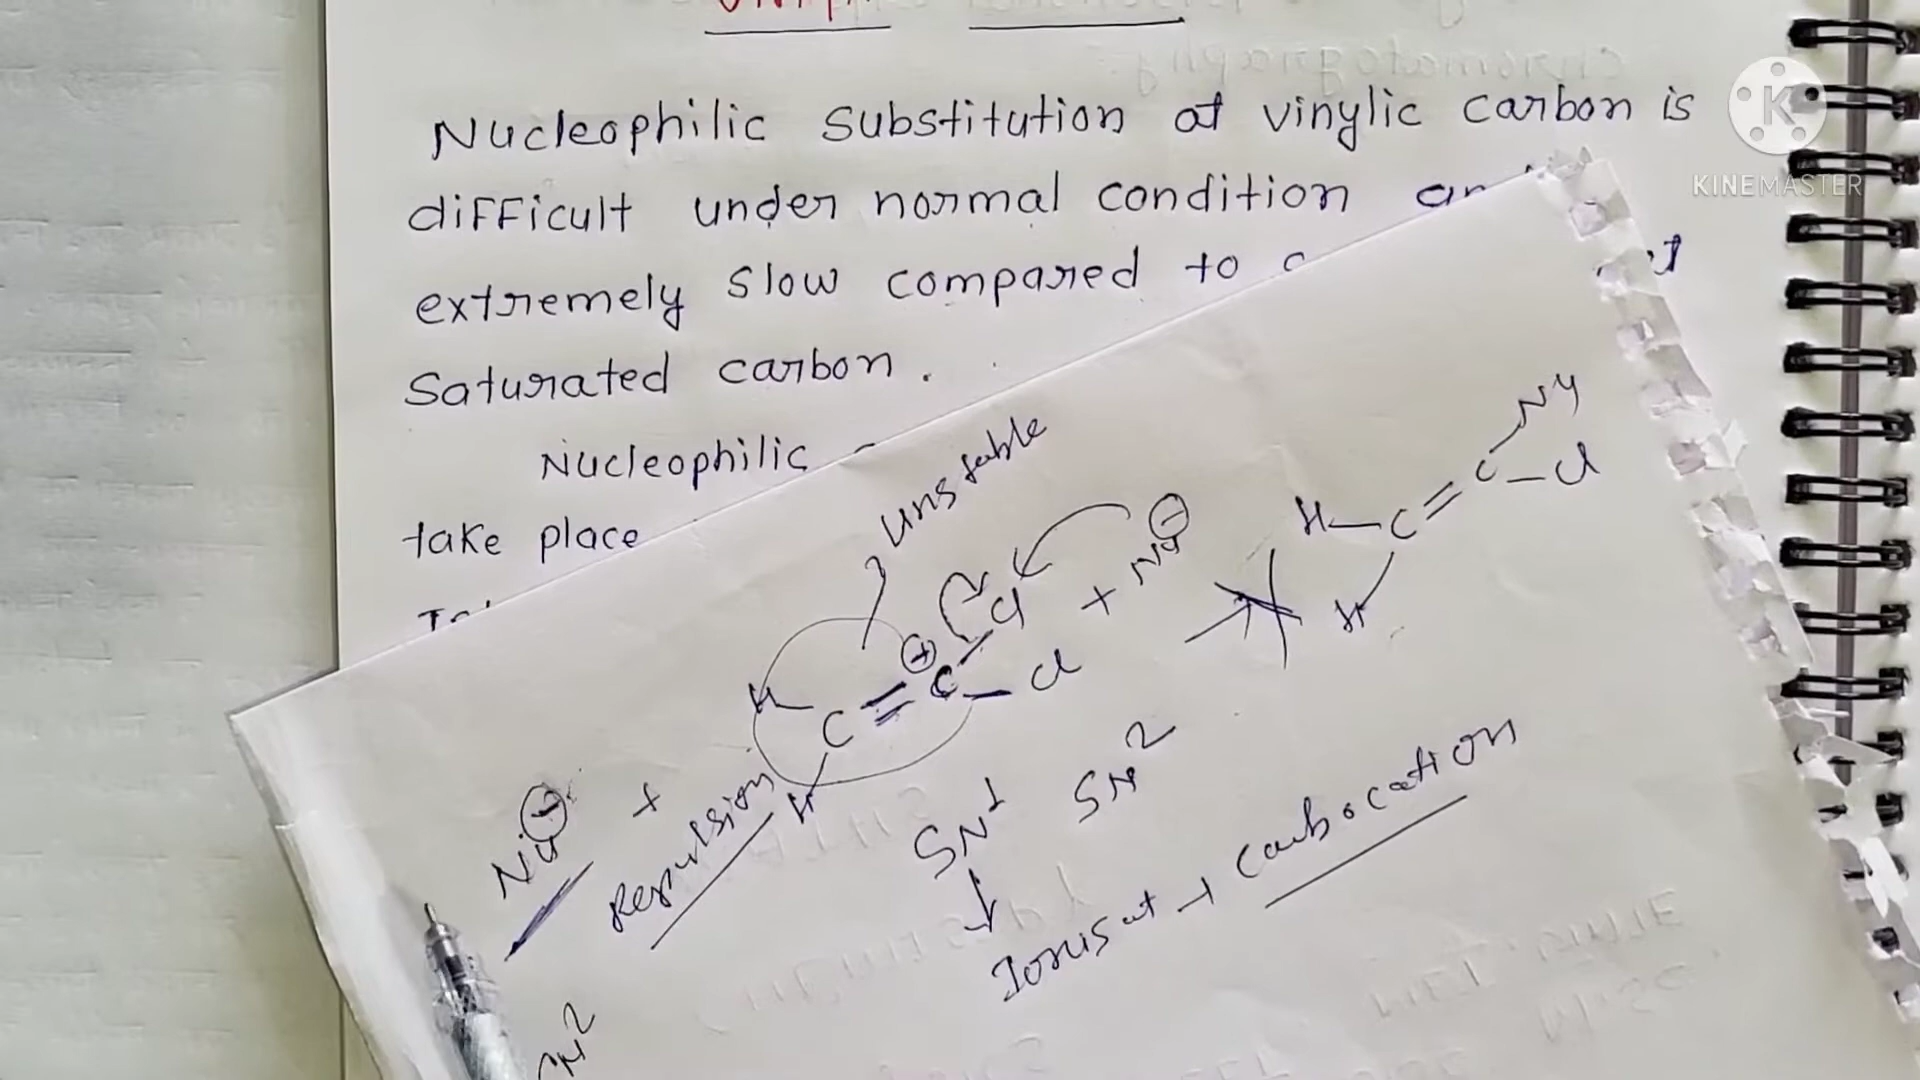 Nucleophilic substitution at vinylic carbon is
difficult under normal condition
extremely slow compared to
saturated carbon.
Nucleophilic
take place
Unstable
H C = C Cl + Nu ⊖
⊕ Cl
H
H—C = C Nu
Cl
H
Nu ⊖ +
Repulsion
SN1 SN2
Ionisat → Carbocation
SN2
K
KINEMASTER